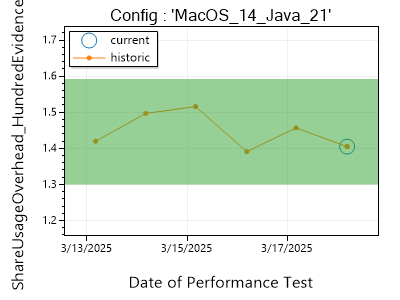 Config : 'MacOS_14_Java_21'
ShareUsageOverhead_HundredEvidence
1.7
1.6
1.5
1.4
1.3
1.2
current
historic
3/13/2025
3/15/2025
3/17/2025
Date of Performance Test